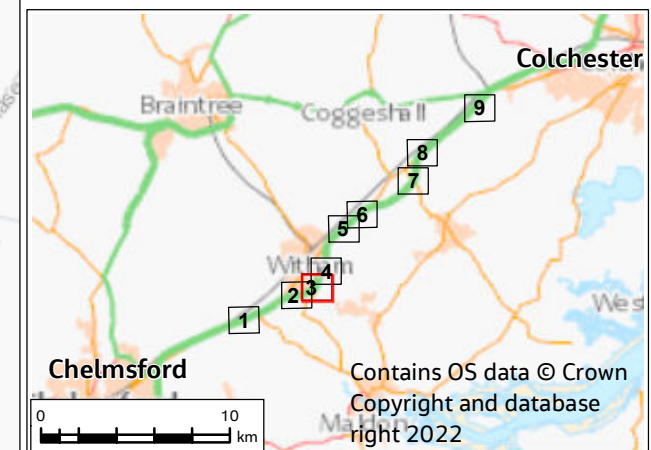 Colchester
Braintree
Coggeshall
9
8
7
6
5
Witham
4
3
2
1
Chelmsford
Contains OS data © Crown
Copyright and database
right 2022
Maldon
0 10
km